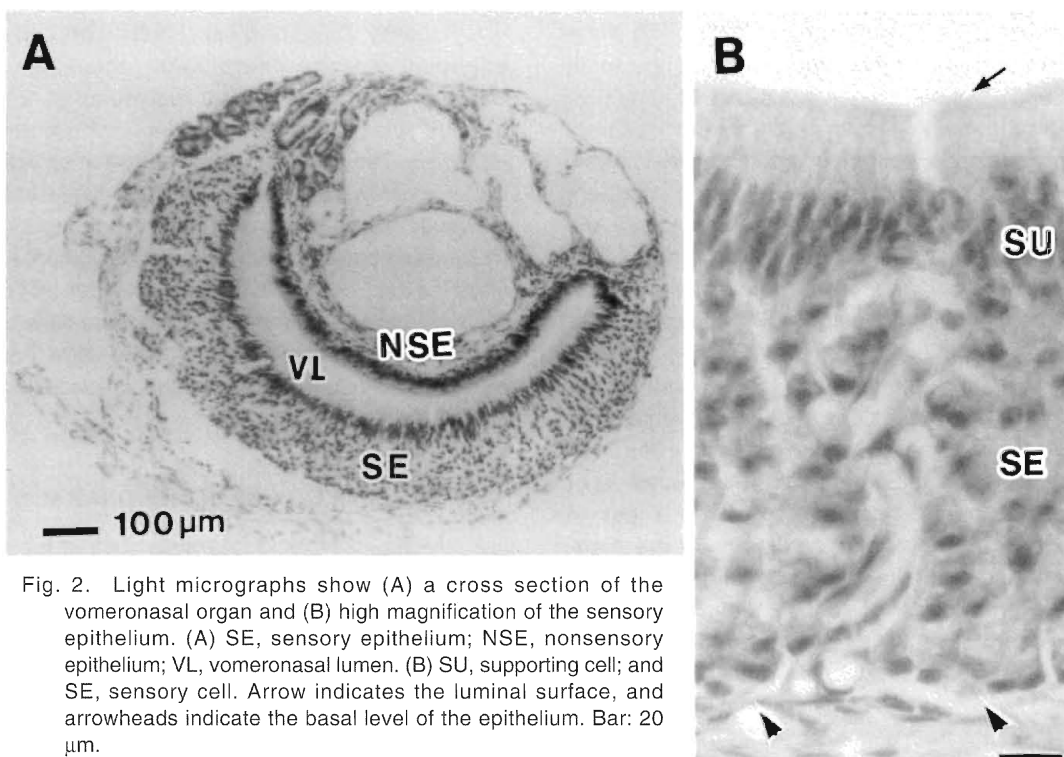 A
B
SU
NSE
VL
SE
SE
100 µm
Fig. 2. Light micrographs show (A) a cross section of the
vomeronasal organ and (B) high magnification of the sensory
epithelium. (A) SE, sensory epithelium; NSE, nonsensory
epithelium; VL, vomeronasal lumen. (B) SU, supporting cell; and
SE, sensory cell. Arrow indicates the luminal surface, and
arrowheads indicate the basal level of the epithelium. Bar: 20
µm.